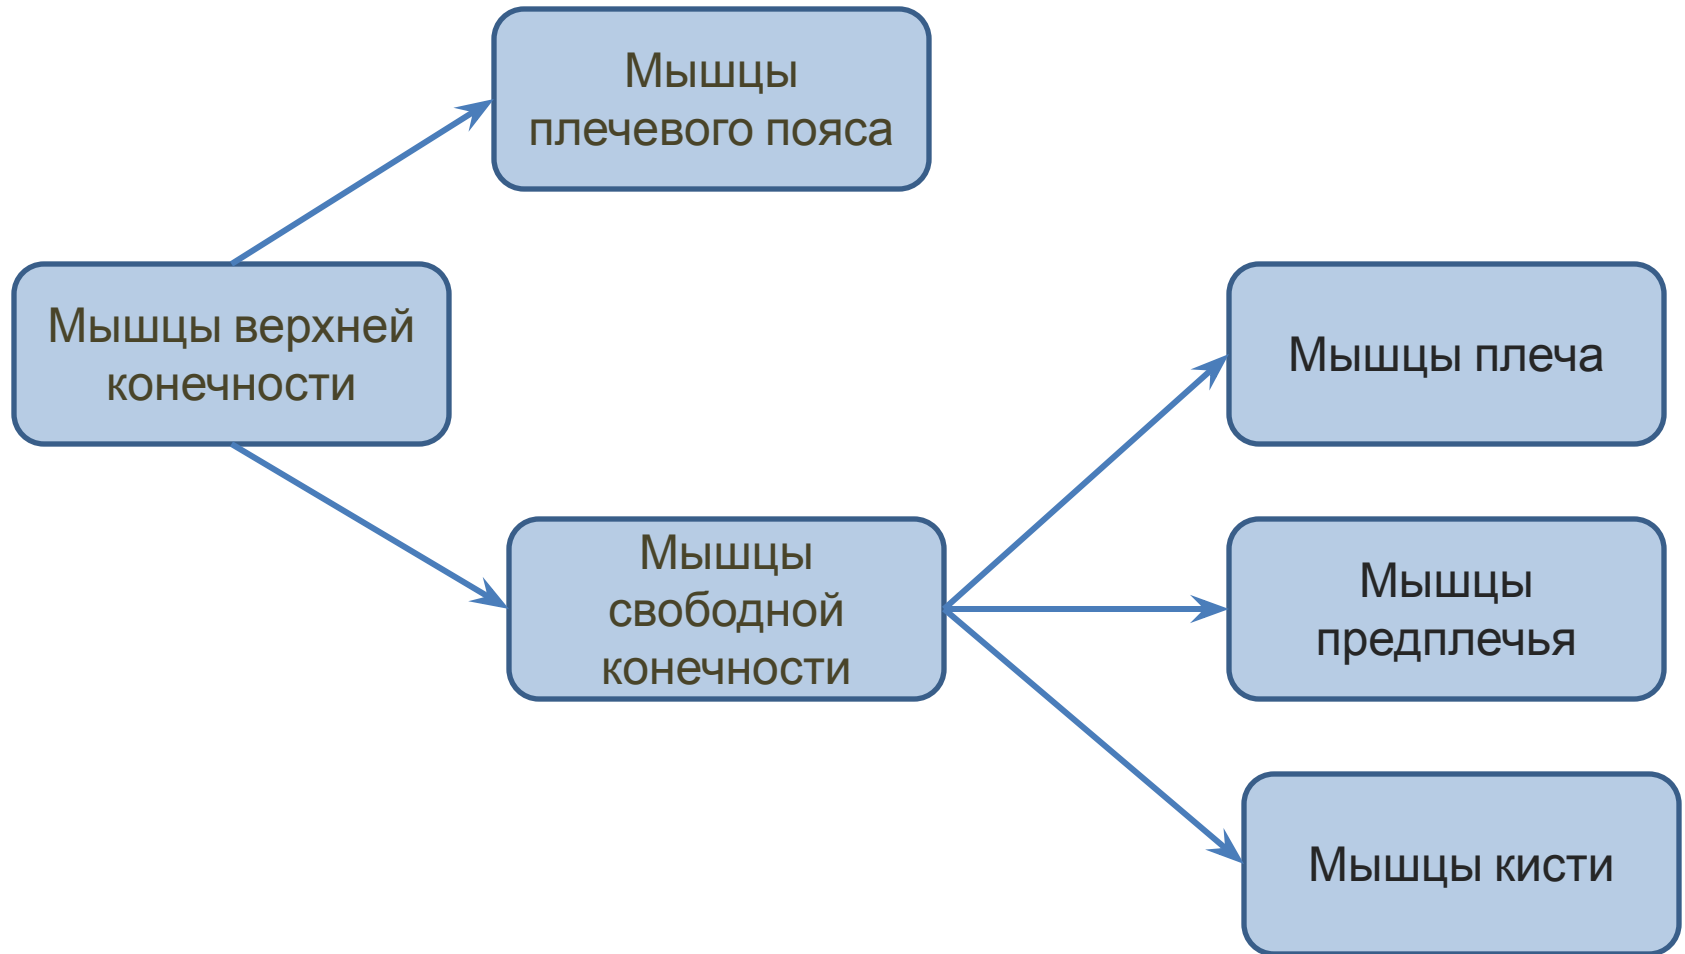 Мышцы
плечевого пояса
Мышцы верхней
конечности
Мышцы плеча
Мышцы
свободной
конечности
Мышцы
предплечья
Мышцы кисти